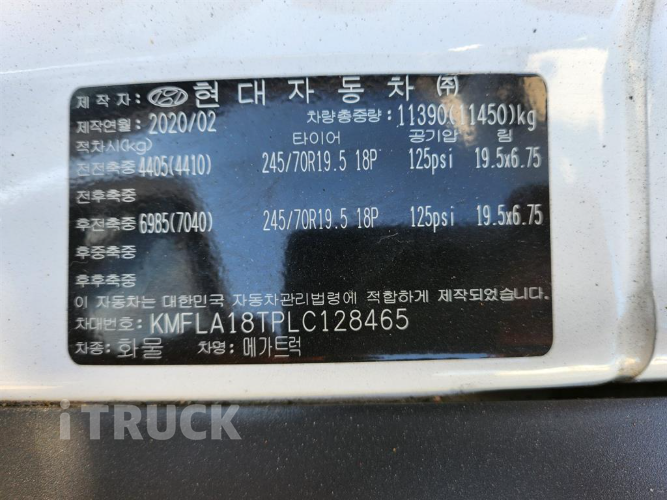 제작자: 현대자동차 ㈜
제작연월: 2020/02 차량총중량: 11390(11450)kg
적차시(kg) 타이어 공기압 림
전전축중 4405(4410) 245/70R19.5 18P 125psi 19.5x6.75
전후축중
후전축중 6985(7040) 245/70R19.5 18P 125psi 19.5x6.75
후중축중
후후축중
이 자동차는 대한민국 자동차관리법령에 적합하게 제작되었습니다.
차대번호: KMFLA18TPLC128465
차종: 화물 차명: 메가트럭
iTRUCK